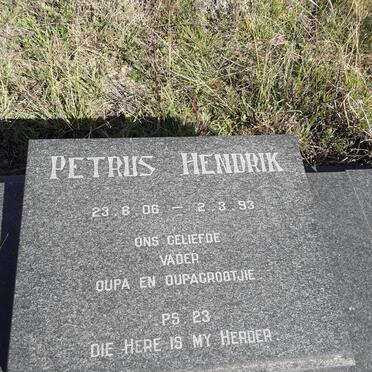 PETRUS HENDRIK
23.8.06 – 2.3.93
ONS GELIEFDE
VADER
OUPA EN OUPAGROOTJIE
PS.23
DIE HERE IS MY HERDER.